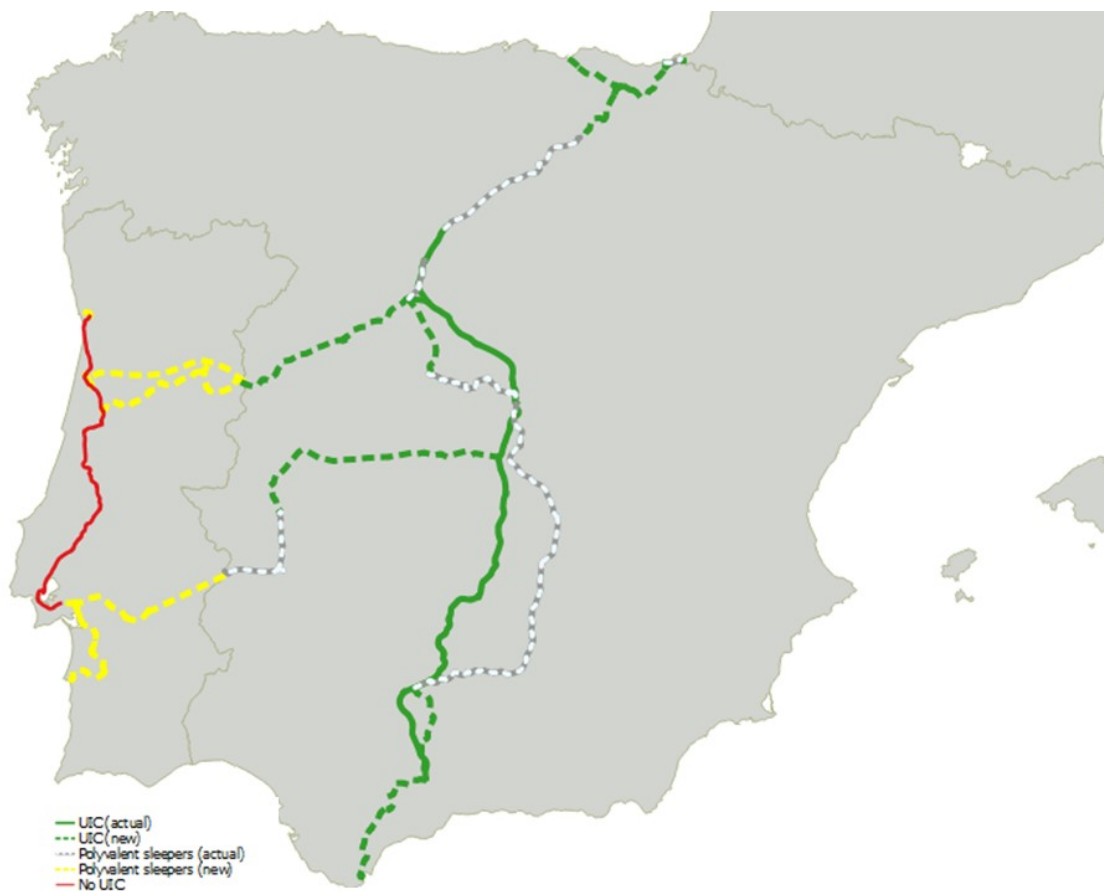 UIC (actual)
UIC (new)
Polyvalent sleepers (actual)
Polyvalent sleepers (new)
No UIC